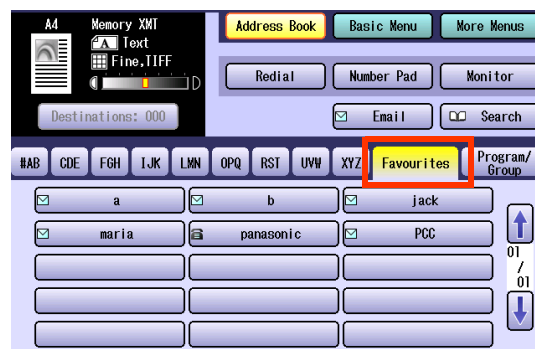 A4 Memory XMT Address Book Basic Menu More Menus
A Text
Fine,TIFF
Redial Number Pad Monitor
D
Destinations: 000 Email Search
#AB CDE FGH IJK LMN OPQ RST UVW XYZ Favourites Program/
Group
a b jack
maria panasonic PCC
01
/
01